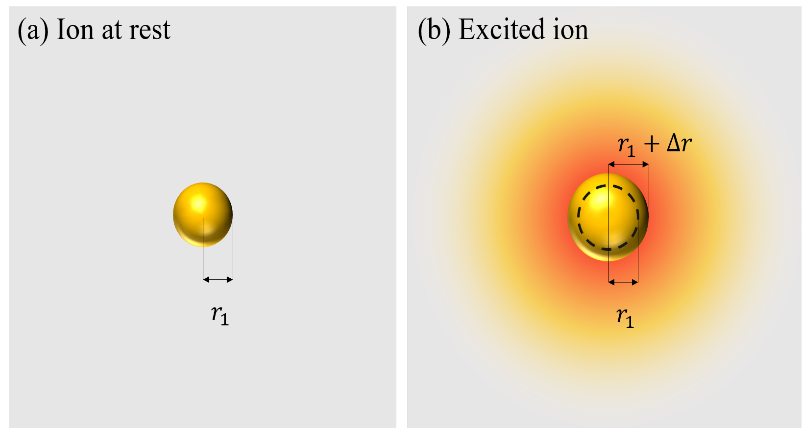 (a) Ion at rest
r₁
(b) Excited ion
r₁ + Δr
r₁